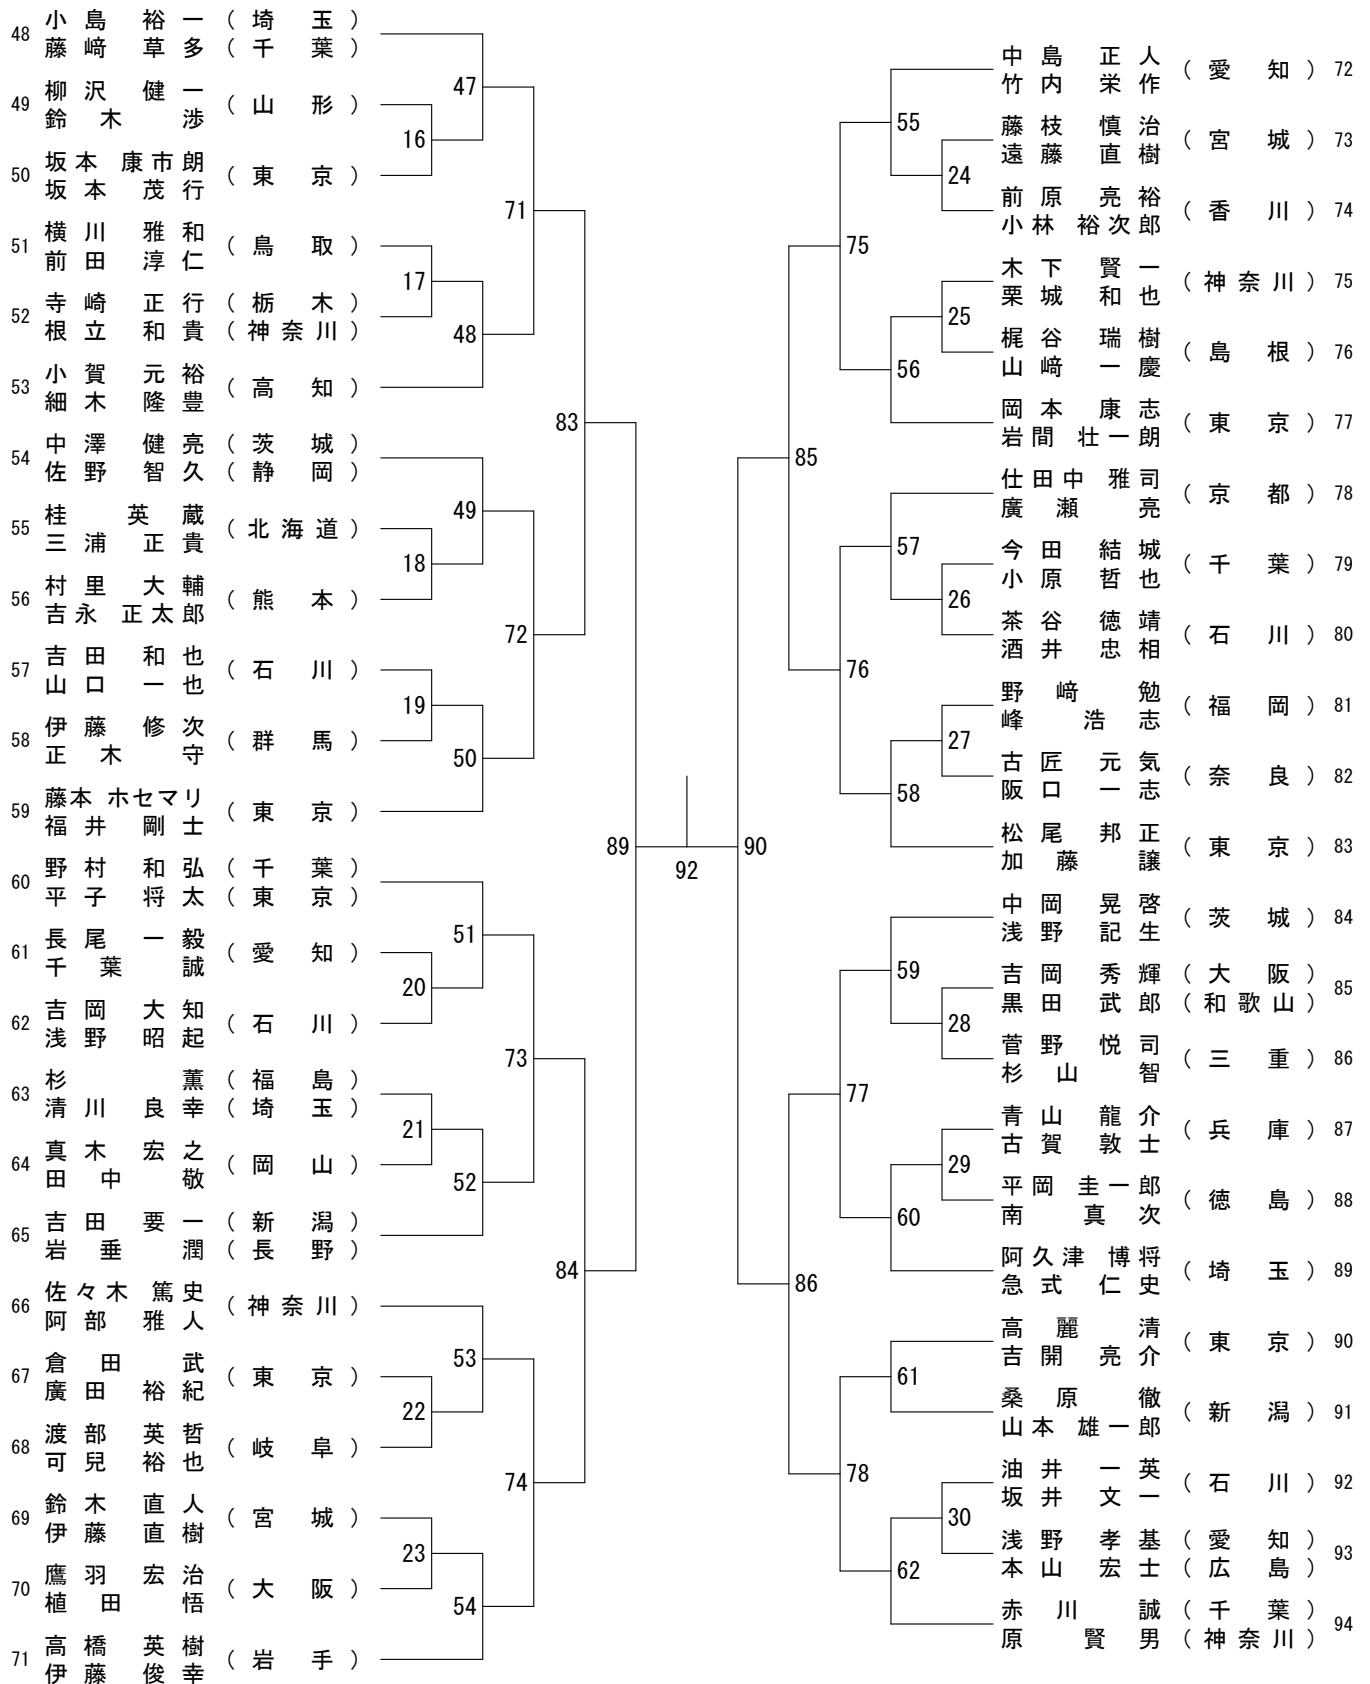 48 小島 裕一 (埼玉)
藤﨑 草多 (千葉)
49 柳沢 健一 (山形)
鈴木 渉
50 坂本 康市朗 (東京)
坂本 茂行
51 横川 雅和 (鳥取)
前田 淳仁
52 寺崎 正行 (栃木)
根立 和貴 (神奈川)
53 小賀 元裕 (高知)
細木 隆豊
54 中澤 健亮 (茨城)
佐野 智久 (静岡)
55 桂 英蔵 (北海道)
三浦 正貴
56 村里 大輔 (熊本)
吉永 正太郎
57 吉田 和也 (石川)
山口 一也
58 伊藤 修次 (群馬)
正木 守
59 藤本 ホセマリ (東京)
福井 剛士
60 野村 和弘 (千葉)
平子 将太 (東京)
61 長尾 一毅 (愛知)
千葉 誠
62 吉岡 大知 (石川)
浅野 昭起
63 杉 薫 (福島)
清川 良幸 (埼玉)
64 真木 宏之 (岡山)
田中 敬
65 吉田 要一 (新潟)
岩垂 潤 (長野)
66 佐々木 篤史 (神奈川)
阿部 雅人
67 倉田 武 (東京)
廣田 裕紀
68 渡部 英哲 (岐阜)
可兒 裕也
69 鈴木 直人 (宮城)
伊藤 直樹
70 鷹羽 宏治 (大阪)
植田 悟
71 高橋 英樹 (岩手)
伊藤 俊幸
16
17
18
19
20
21
22
23
47
48
49
50
51
52
53
54
71
72
73
74
83
84
89
92
90
85
86
75
76
77
78
55
56
57
58
59
60
61
62
24
25
26
27
28
29
30
中島 正人 (愛知) 72
竹内 栄作
藤枝 慎治 (宮城) 73
遠藤 直樹
前原 亮裕 (香川) 74
小林 裕次郎
木下 賢一 (神奈川) 75
栗城 和也
梶谷 瑞樹 (島根) 76
山﨑 一慶
岡本 康志 (東京) 77
岩間 壮一朗
仕田中 雅司 (京都) 78
廣瀬 亮
今田 結城 (千葉) 79
小原 哲也
茶谷 徳靖 (石川) 80
酒井 忠相
野﨑 勉 (福岡) 81
峰 浩志
古匠 元気 (奈良) 82
阪口 一志
松尾 邦正 (東京) 83
加藤 譲
中岡 晃啓 (茨城) 84
浅野 記生
吉岡 秀輝 (大阪) 85
黒田 武郎 (和歌山)
菅野 悦司 (三重) 86
杉山 智
青山 龍介 (兵庫) 87
古賀 敦士
平岡 圭一郎 (徳島) 88
南 真次
阿久津 博将 (埼玉) 89
急式 仁史
高麗 清 (東京) 90
吉開 亮介
桑原 徹 (新潟) 91
山本 雄一郎
油井 一英 (石川) 92
坂井 文一
浅野 孝基 (愛知) 93
本山 宏士 (広島)
赤川 誠 (千葉) 94
原 賢男 (神奈川)